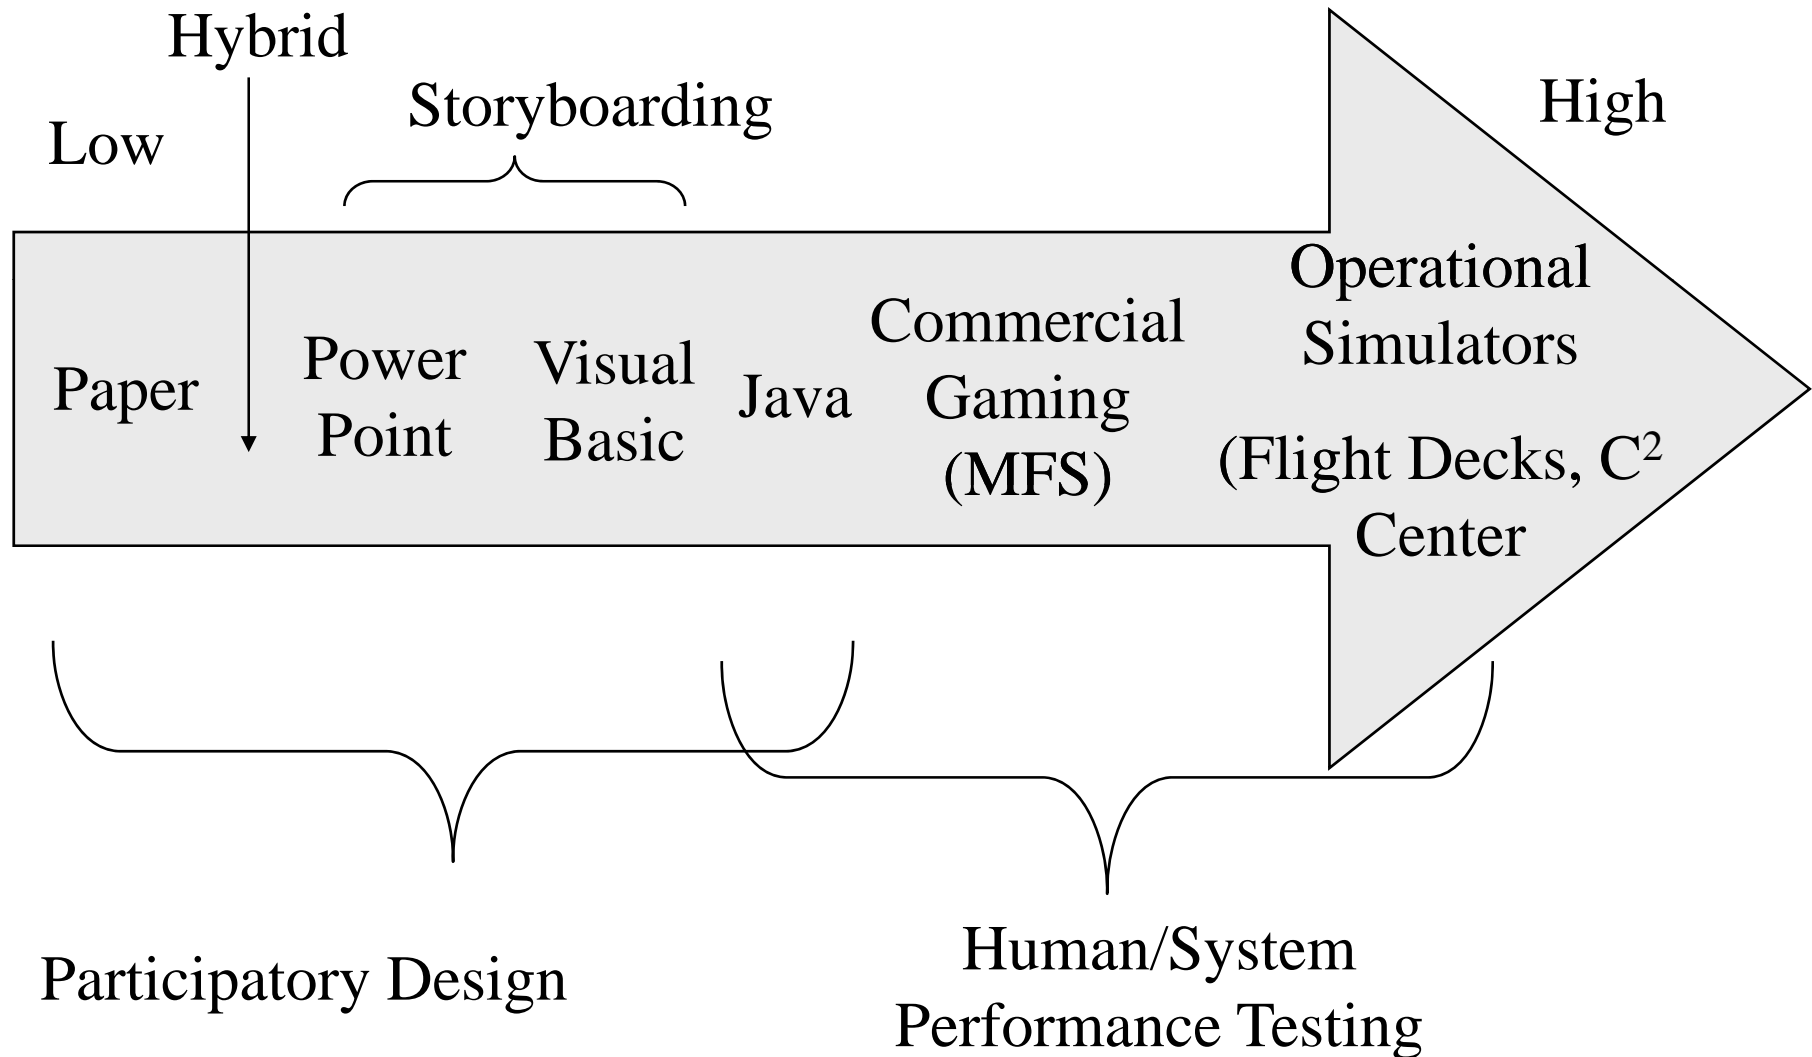 Hybrid
Storyboarding
Low
High
Paper
Power
Point
Visual
Basic
Java
Commercial
Gaming
(MFS)
Operational
Simulators
(Flight Decks, C²
Center
Participatory Design
Human/System
Performance Testing